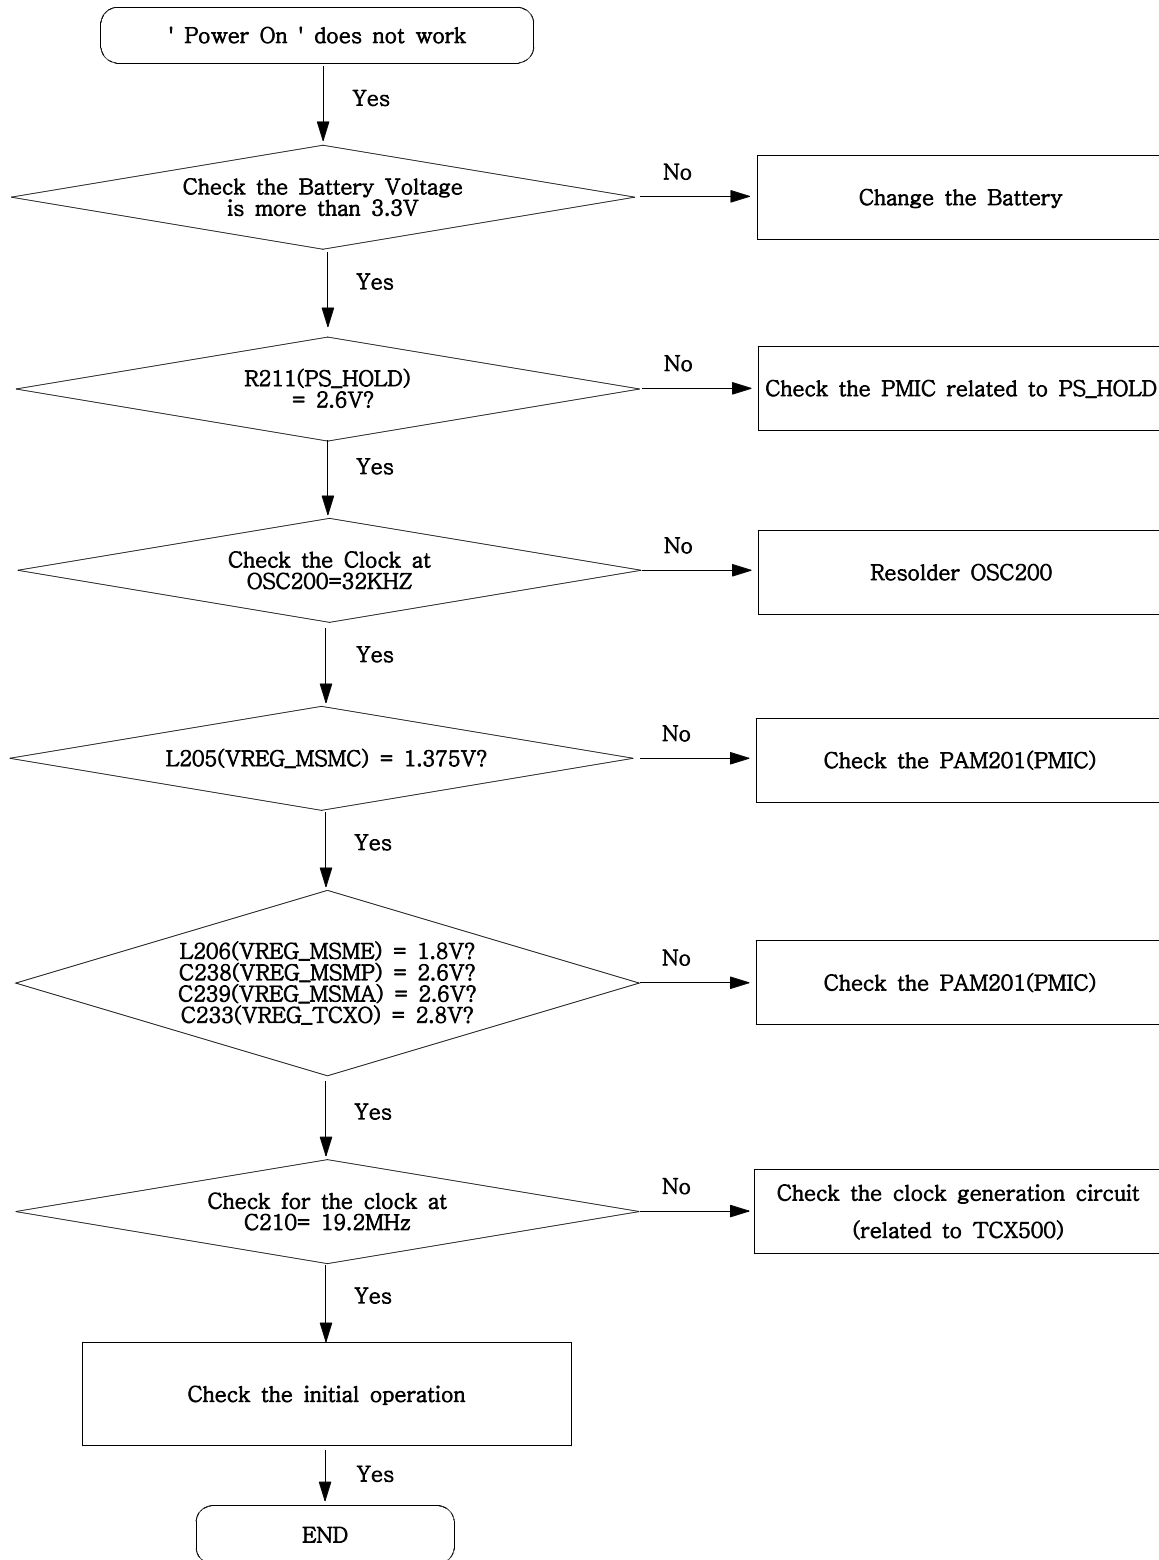 ' Power On ' does not work
Yes
Check the Battery Voltage
is more than 3.3V
No
Change the Battery
Yes
R211(PS_HOLD)
= 2.6V?
No
Check the PMIC related to PS_HOLD
Yes
Check the Clock at
OSC200=32KHZ
No
Resolder OSC200
Yes
L205(VREG_MSMC) = 1.375V?
No
Check the PAM201(PMIC)
Yes
L206(VREG_MSME) = 1.8V?
C238(VREG_MSMP) = 2.6V?
C239(VREG_MSMA) = 2.6V?
C233(VREG_TCXO) = 2.8V?
No
Check the PAM201(PMIC)
Yes
Check for the clock at
C210= 19.2MHz
No
Check the clock generation circuit
(related to TCX500)
Yes
Check the initial operation
Yes
END